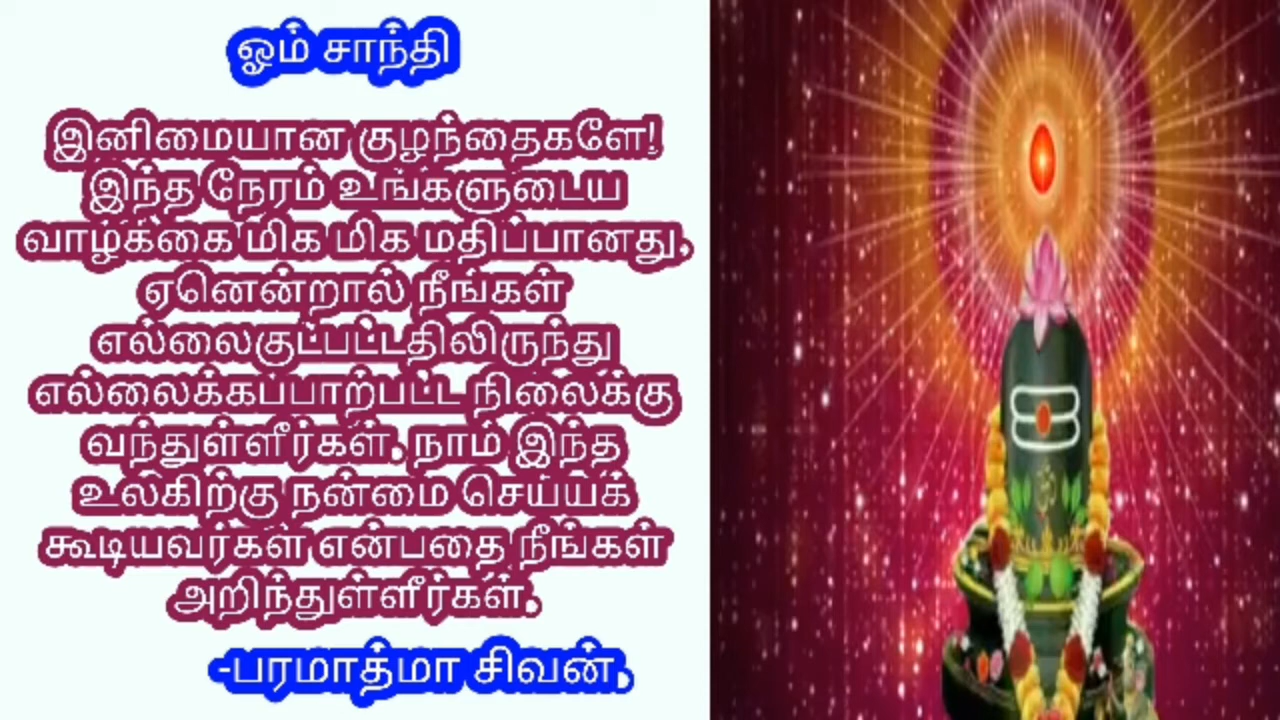 ஓம் சாந்தி
இனிமையான குழந்தைகளே!
இந்த நேரம் உங்களுடைய
வாழ்க்கை மிக மிக மதிப்பானது,
ஏனென்றால் நீங்கள்
எல்லைகுட்பட்டதிலிருந்து
எல்லைக்கப்பாற்பட்ட நிலைக்கு
வந்துள்ளீர்கள், நாம் இந்த
உலகிற்கு நன்மை செய்யக்
கூடியவர்கள் என்பதை நீங்கள்
அறிந்துள்ளீர்கள்.
-பரமாத்மா சிவன்,